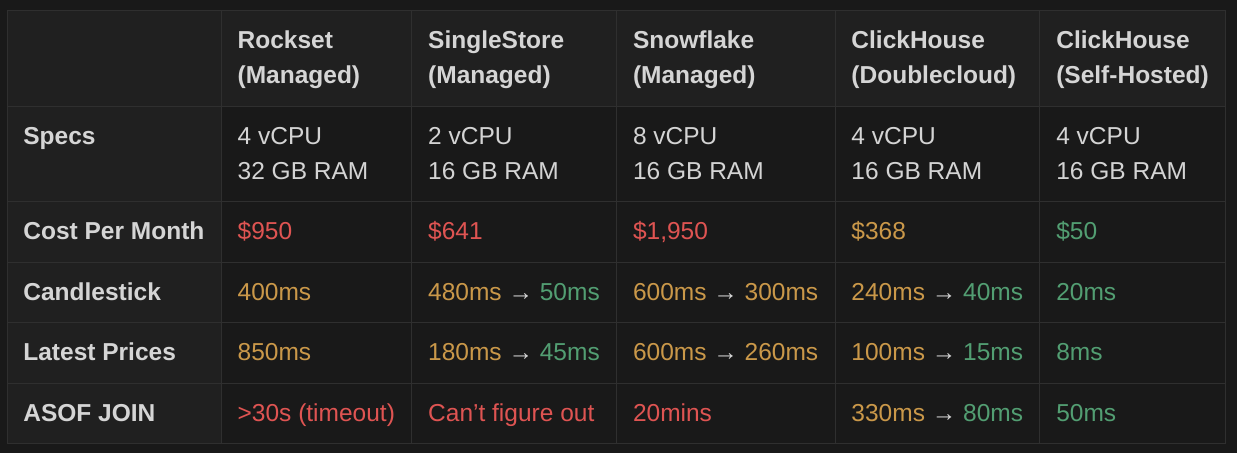 Rockset (Managed)
SingleStore (Managed)
Snowflake (Managed)
ClickHouse (Doublecloud)
ClickHouse (Self-Hosted)
Specs
4 vCPU
32 GB RAM
2 vCPU
16 GB RAM
8 vCPU
16 GB RAM
4 vCPU
16 GB RAM
4 vCPU
16 GB RAM
Cost Per Month $950 $641 $1,950 $368 $50
Candlestick 400ms 480ms → 50ms 600ms → 300ms 240ms → 40ms 20ms
Latest Prices 850ms 180ms → 45ms 600ms → 260ms 100ms → 15ms 8ms
ASOF JOIN >30s (timeout) Can’t figure out 20mins 330ms → 80ms 50ms